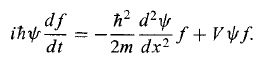 iℏψ df/dt = − ℏ²/2m d²ψ/dx² f + Vψf.